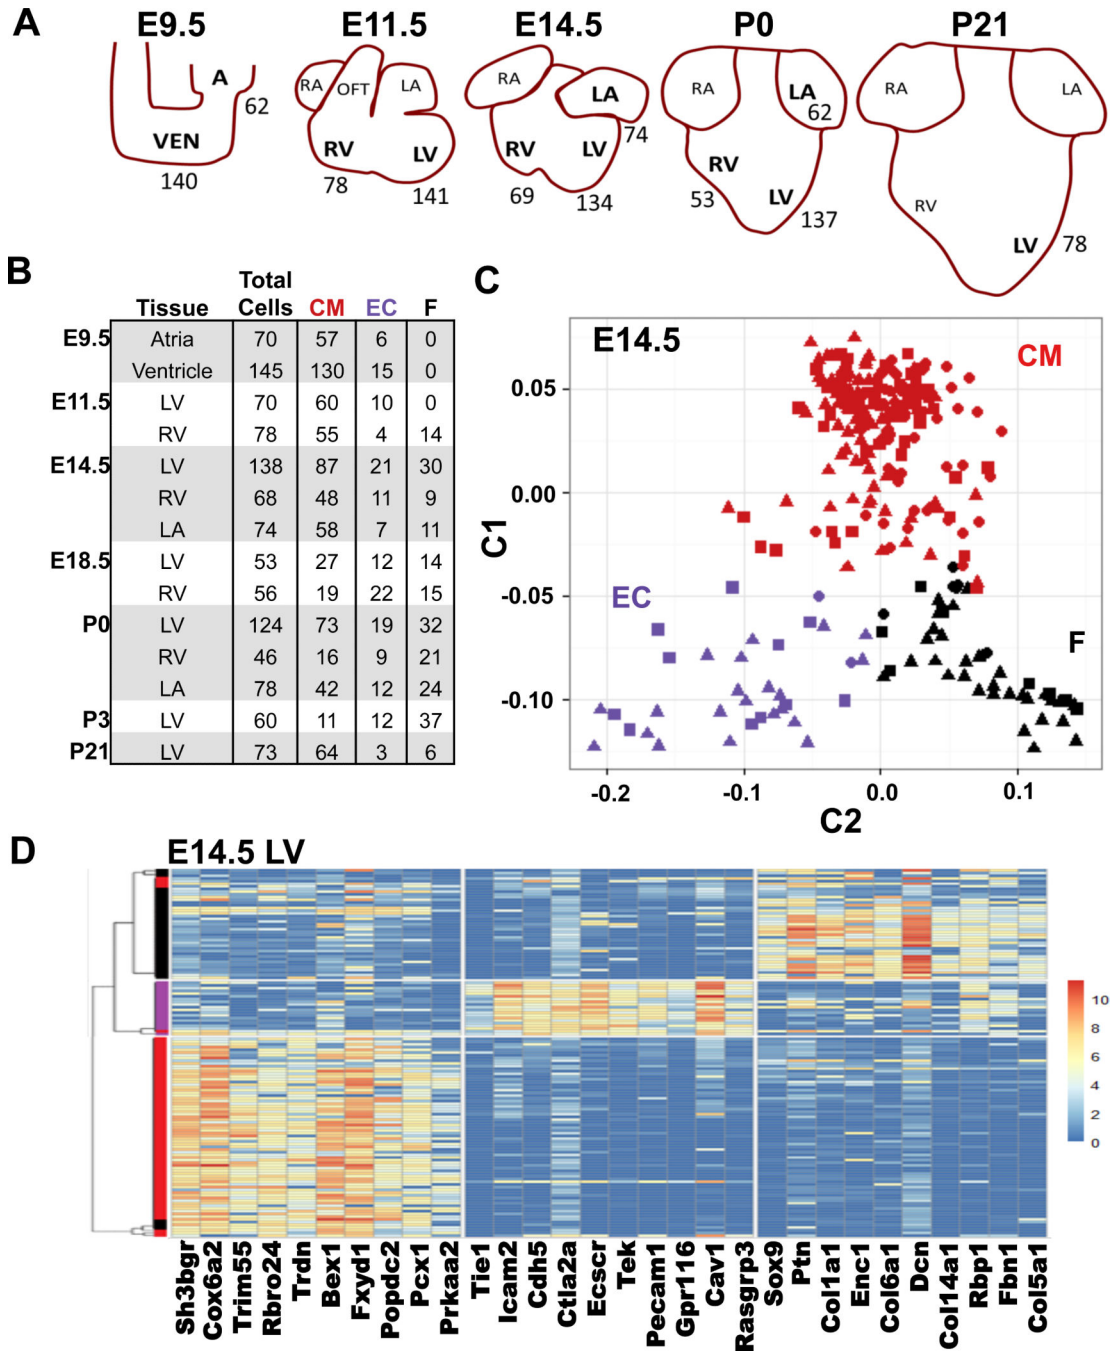 A
E9.5 E11.5 E14.5 P0 P21
A
62
VEN
140
RA OFT LA
RV LV
78 141
RA
LA
74
RV LV
69 134
RA LA
62
RV
53
LV
137
RA LA
RV
LV 78
B
Tissue Total Cells CM EC F
E9.5 Atria 70 57 6 0
Ventricle 145 130 15 0
E11.5 LV 70 60 10 0
RV 78 55 4 14
E14.5 LV 138 87 21 30
RV 68 48 11 9
LA 74 58 7 11
E18.5 LV 53 27 12 14
RV 56 19 22 15
P0 LV 124 73 19 32
RV 46 16 9 21
LA 78 42 12 24
P3 LV 60 11 12 37
P21 LV 73 64 3 6
C
E14.5
CM
EC
F
C1
0.05
0.00
-0.05
-0.10
-0.2 -0.1 0.0 0.1
C2
D
E14.5 LV
10
8
6
4
2
0
Sh3bgr
Cox6a2
Trim55
Rbro24
Trdn
Bex1
Fxyd1
Popdc2
Pcx1
Prkaa2
Tie1
Icam2
Cdh5
Ctla2a
Ecscr
Tek
Pecam1
Gpr116
Cav1
Rasgrp3
Sox9
Ptn
Col1a1
Enc1
Col6a1
Dcn
Col14a1
Rbp1
Fbn1
Col5a1